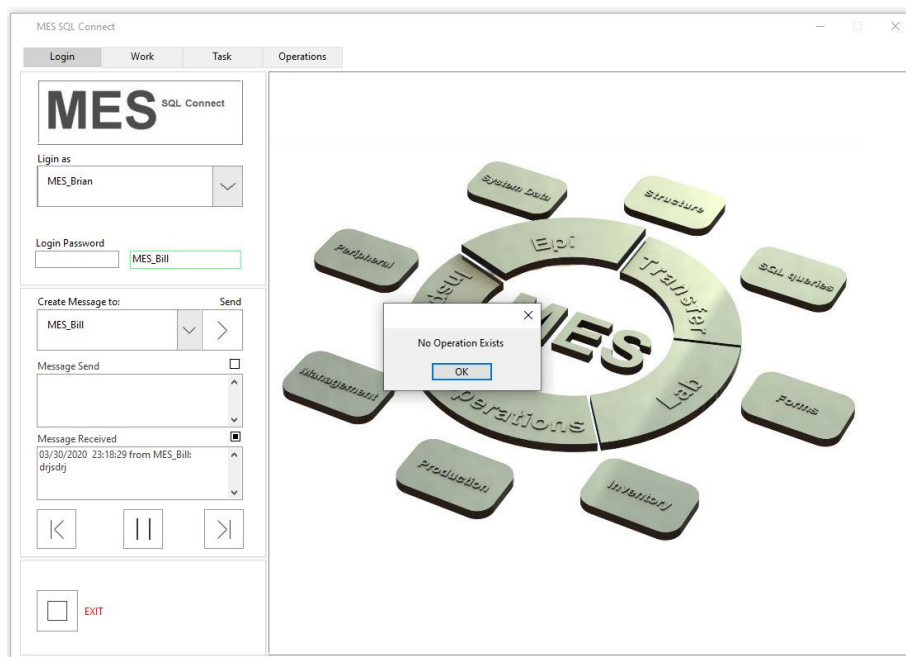 MES SQL Connect
Login Work Task Operations
MES SQL Connect
Ligin as
MES_Brian
Login Password
MES_Bill
Create Message to: Send
MES_Bill
Message Send
Message Received
03/30/2020 23:18:29 from MES_Bill:
drjsdrj
EXIT
System Data
Structure
Peripheral
Epi
Transfer
SQL queries
Insp
MES
No Operation Exists
OK
Management
perations
Lab
Forms
Production
Inventory